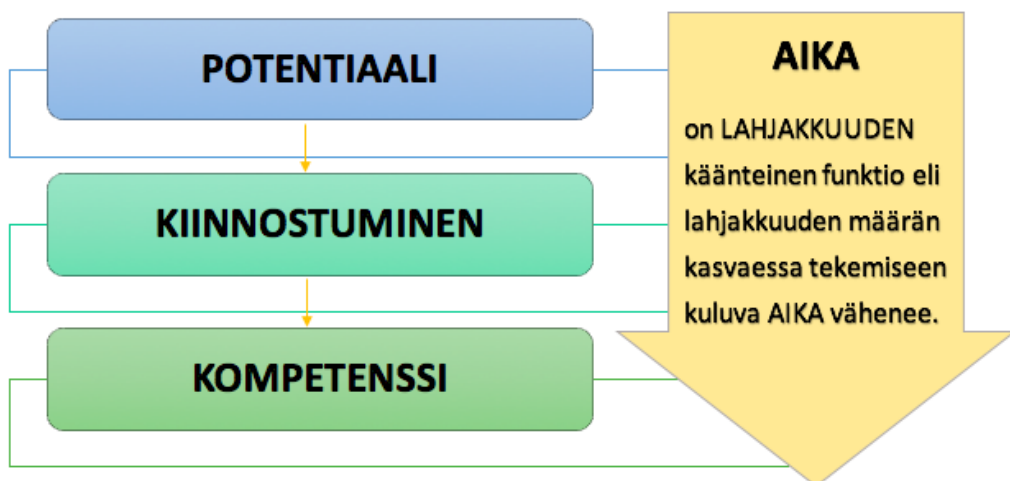 POTENTIAALI
KIINNOSTUMINEN
KOMPETENSSI
AIKA
on LAHJAKKUUDEN
käänteinen funktio eli
lahjakkuuden määrän
kasvaessa tekemiseen
kuluva AIKA vähenee.